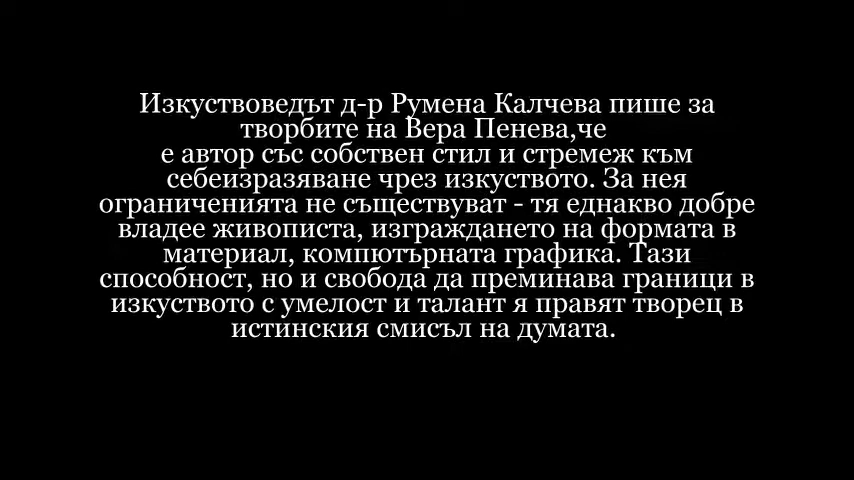 Изкуствоведът д-р Румена Калчева пише за
творбите на Вера Пенева,че
е автор със собствен стил и стремеж към
себеизразяване чрез изкуството. За нея
ограниченията не съществуват - тя еднакво добре
владее живописта, изграждането на формата в
материал, компютърната графика. Тази
способност, но и свобода да преминава граници в
изкуството с умелост и талант я правят творец в
истинския смисъл на думата.